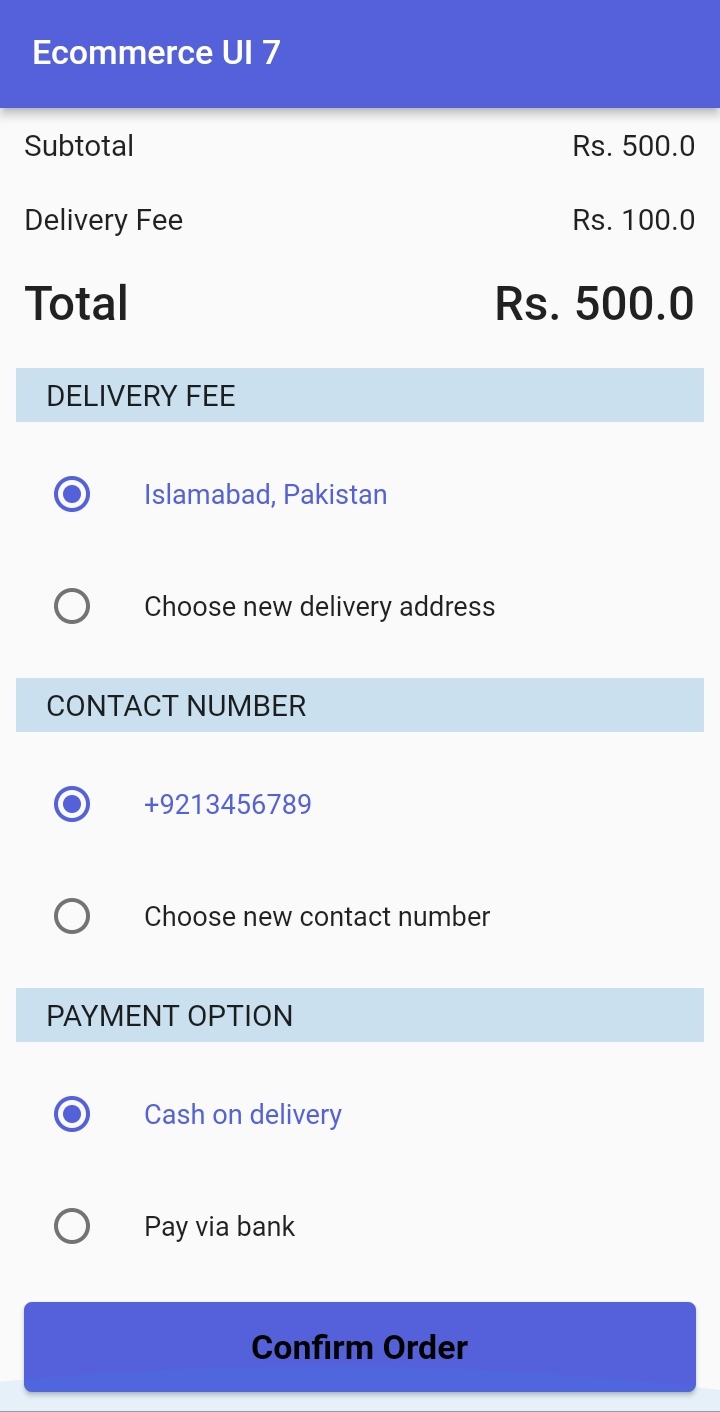 Ecommerce UI 7
Subtotal Rs. 500.0
Delivery Fee Rs. 100.0
Total Rs. 500.0
DELIVERY FEE
Islamabad, Pakistan
Choose new delivery address
CONTACT NUMBER
+9213456789
Choose new contact number
PAYMENT OPTION
Cash on delivery
Pay via bank
Confirm Order